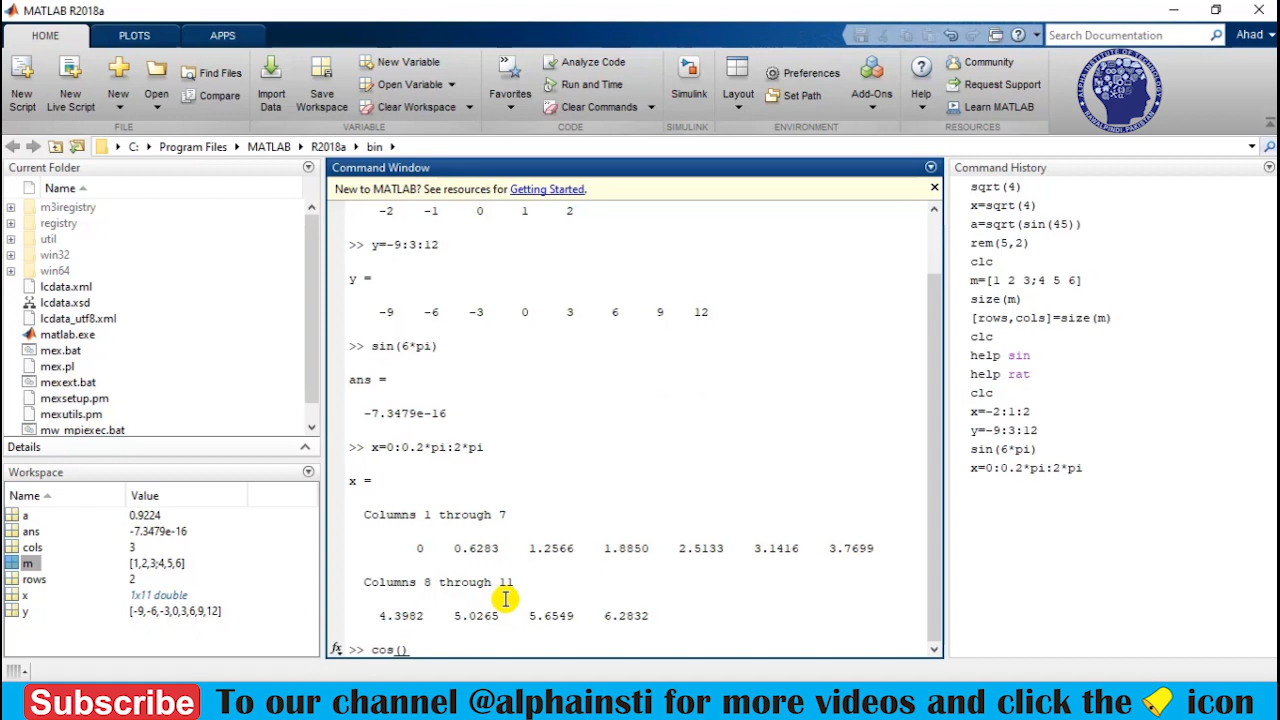 MATLAB R2018a
HOME PLOTS APPS
Search Documentation Ahad
New Script
New Live Script
New
Open
Find Files
Compare
FILE
Import Data
Save Workspace
New Variable
Open Variable
Clear Workspace
VARIABLE
Favorites
Analyze Code
Run and Time
Clear Commands
CODE
Simulink
SIMULINK
Layout
Preferences
Set Path
Add-Ons
ENVIRONMENT
Help
Community
Request Support
Learn MATLAB
RESOURCES
ALPHA INSTITUTE OF TECHNOLOGY
RAWALPINDI, PAKISTAN
C: Program Files MATLAB R2018a bin
Current Folder
Name
m3iregistry
registry
util
win32
win64
lcdata.xml
lcdata.xsd
lcdata_utf8.xml
matlab.exe
mex.bat
mex.pl
mexext.bat
mexsetup.pm
mexutils.pm
mw_mpiexec.bat
Details
Workspace
Name Value
a 0.9224
ans -7.3479e-16
cols 3
m [1,2,3;4,5,6]
rows 2
x 1x11 double
y [-9,-6,-3,0,3,6,9,12]
Command Window
New to MATLAB? See resources for Getting Started.
-2 -1 0 1 2
>> y=-9:3:12
y =
-9 -6 -3 0 3 6 9 12
>> sin(6*pi)
ans =
-7.3479e-16
>> x=0:0.2*pi:2*pi
x =
Columns 1 through 7
0 0.6283 1.2566 1.8850 2.5133 3.1416 3.7699
Columns 8 through 11
4.3982 5.0265 5.6549 6.2832
fx >> cos()
Command History
sqrt(4)
x=sqrt(4)
a=sqrt(sin(45))
rem(5,2)
clc
m=[1 2 3;4 5 6]
size(m)
[rows,cols]=size(m)
clc
help sin
help rat
clc
x=-2:1:2
y=-9:3:12
sin(6*pi)
x=0:0.2*pi:2*pi
Subscribe To our channel @alphainsti for more videos and click the icon